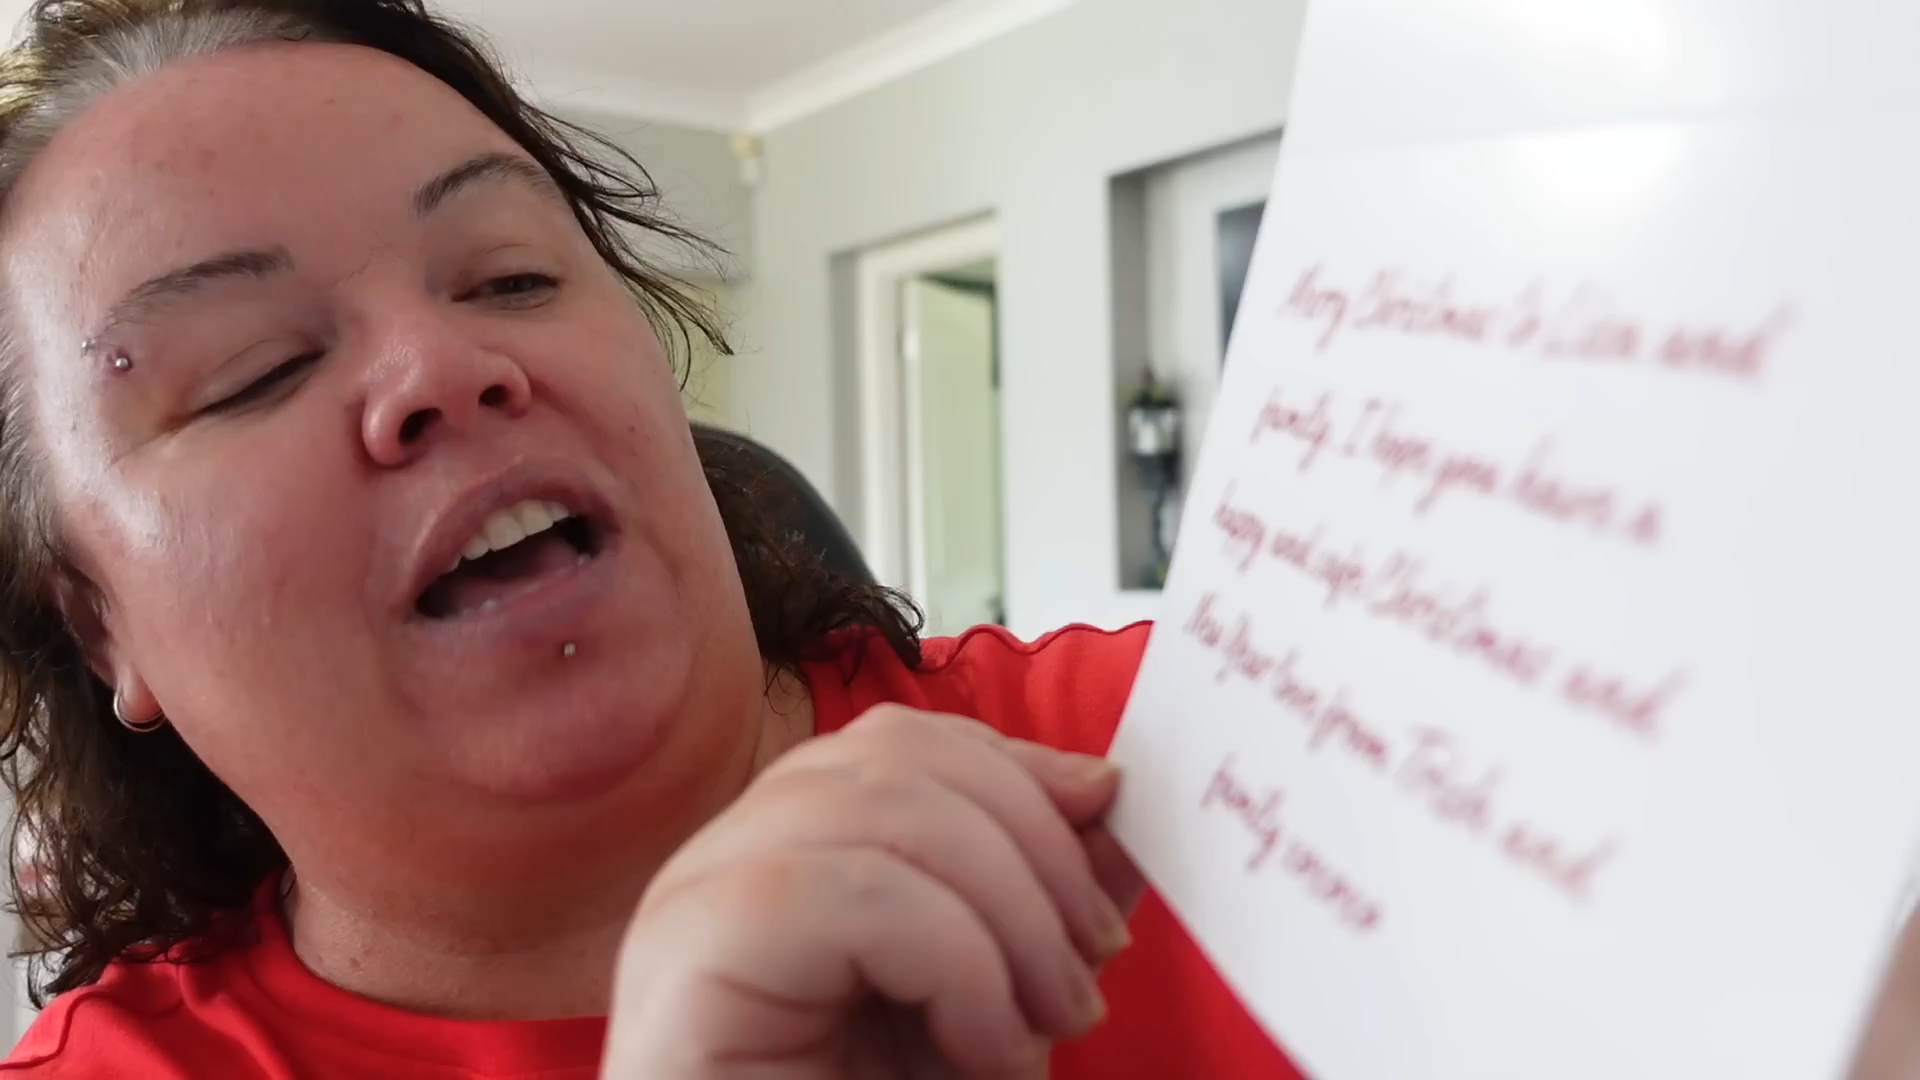 Merry Christmas to Lisa and
family. I hope you have a
happy and safe Christmas and
New Year love from Trish and
family xoxoxo